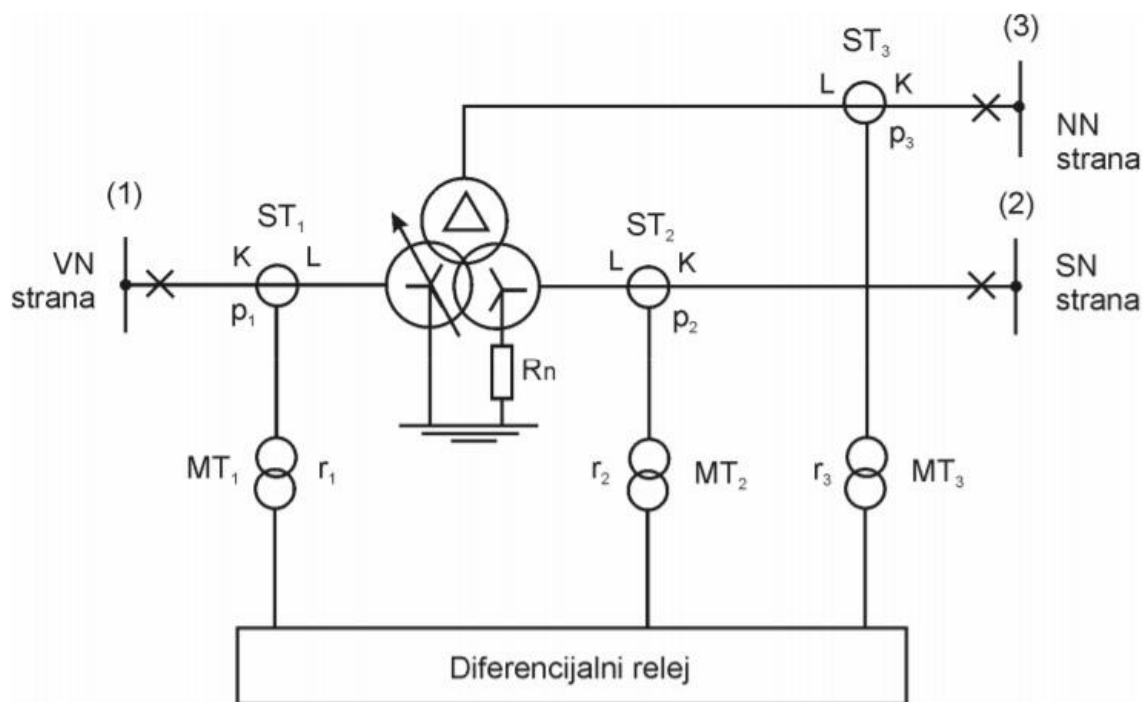 (3)
ST₃
L K
p₃
NN
strana
(1)
ST₁
K L
p₁
VN
strana
ST₂
L K
p₂
(2)
SN
strana
Rn
MT₁ r₁
r₂ MT₂
r₃ MT₃
Diferencijalni relej